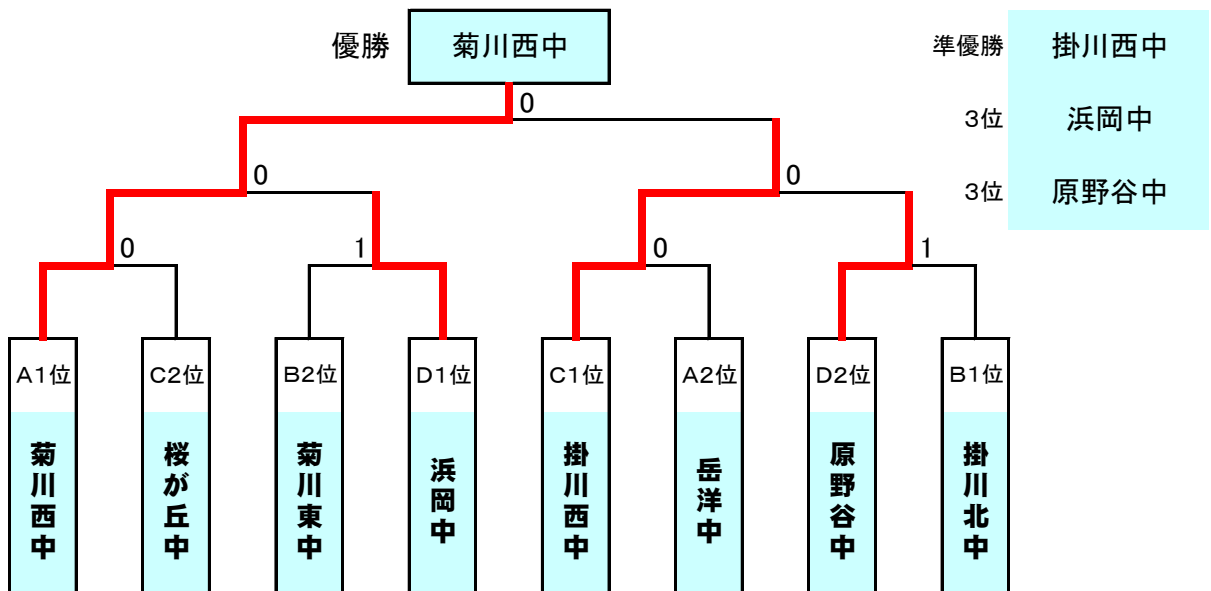 優勝 菊川西中 準優勝 掛川西中
0 3位 浜岡中
0 0 3位 原野谷中
0 1 0 1
A1位 C2位 B2位 D1位 C1位 A2位 D2位 B1位
菊川西中
桜が丘中
菊川東中
浜岡中
掛川西中
岳洋中
原野谷中
掛川北中